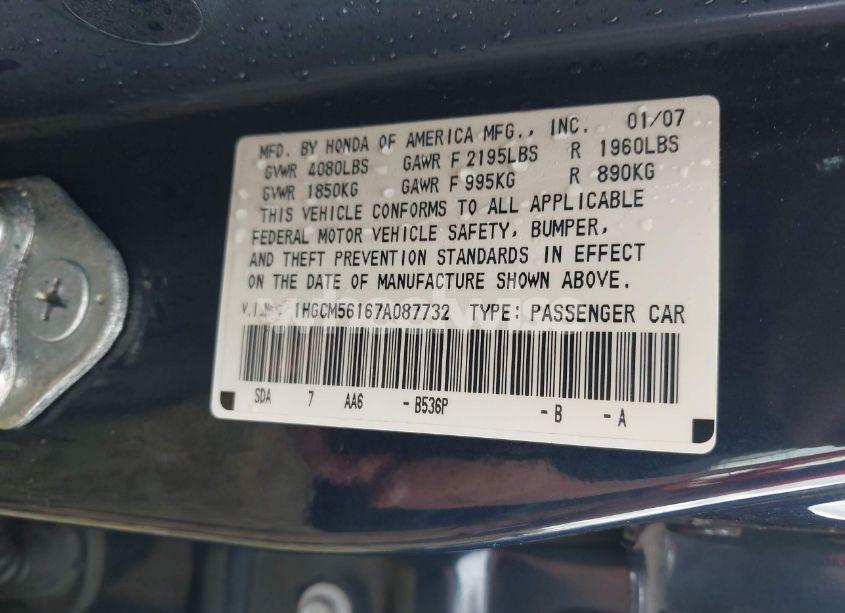 MFD. BY HONDA OF AMERICA MFG., INC. 01/07
GVWR 4080LBS GAWR F 2195LBS R 1960LBS
GVWR 1850KG GAWR F 995KG R 890KG
THIS VEHICLE CONFORMS TO ALL APPLICABLE
FEDERAL MOTOR VEHICLE SAFETY, BUMPER,
AND THEFT PREVENTION STANDARDS IN EFFECT
ON THE DATE OF MANUFACTURE SHOWN ABOVE.
V.I.N.: 1HGCM56167A087732 TYPE: PASSENGER CAR
SDA 7 AA6 - B536P - B - A